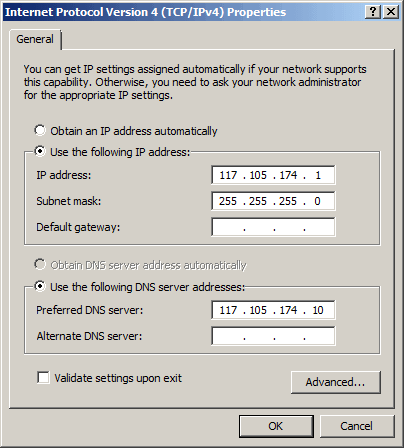 Internet Protocol Version 4 (TCP/IPv4) Properties
General
You can get IP settings assigned automatically if your network supports
this capability. Otherwise, you need to ask your network administrator
for the appropriate IP settings.
Obtain an IP address automatically
Use the following IP address:
IP address: 117 . 105 . 174 . 1
Subnet mask: 255 . 255 . 255 . 0
Default gateway: . . .
Obtain DNS server address automatically
Use the following DNS server addresses:
Preferred DNS server: 117 . 105 . 174 . 10
Alternate DNS server: . . .
Validate settings upon exit
Advanced...
OK Cancel